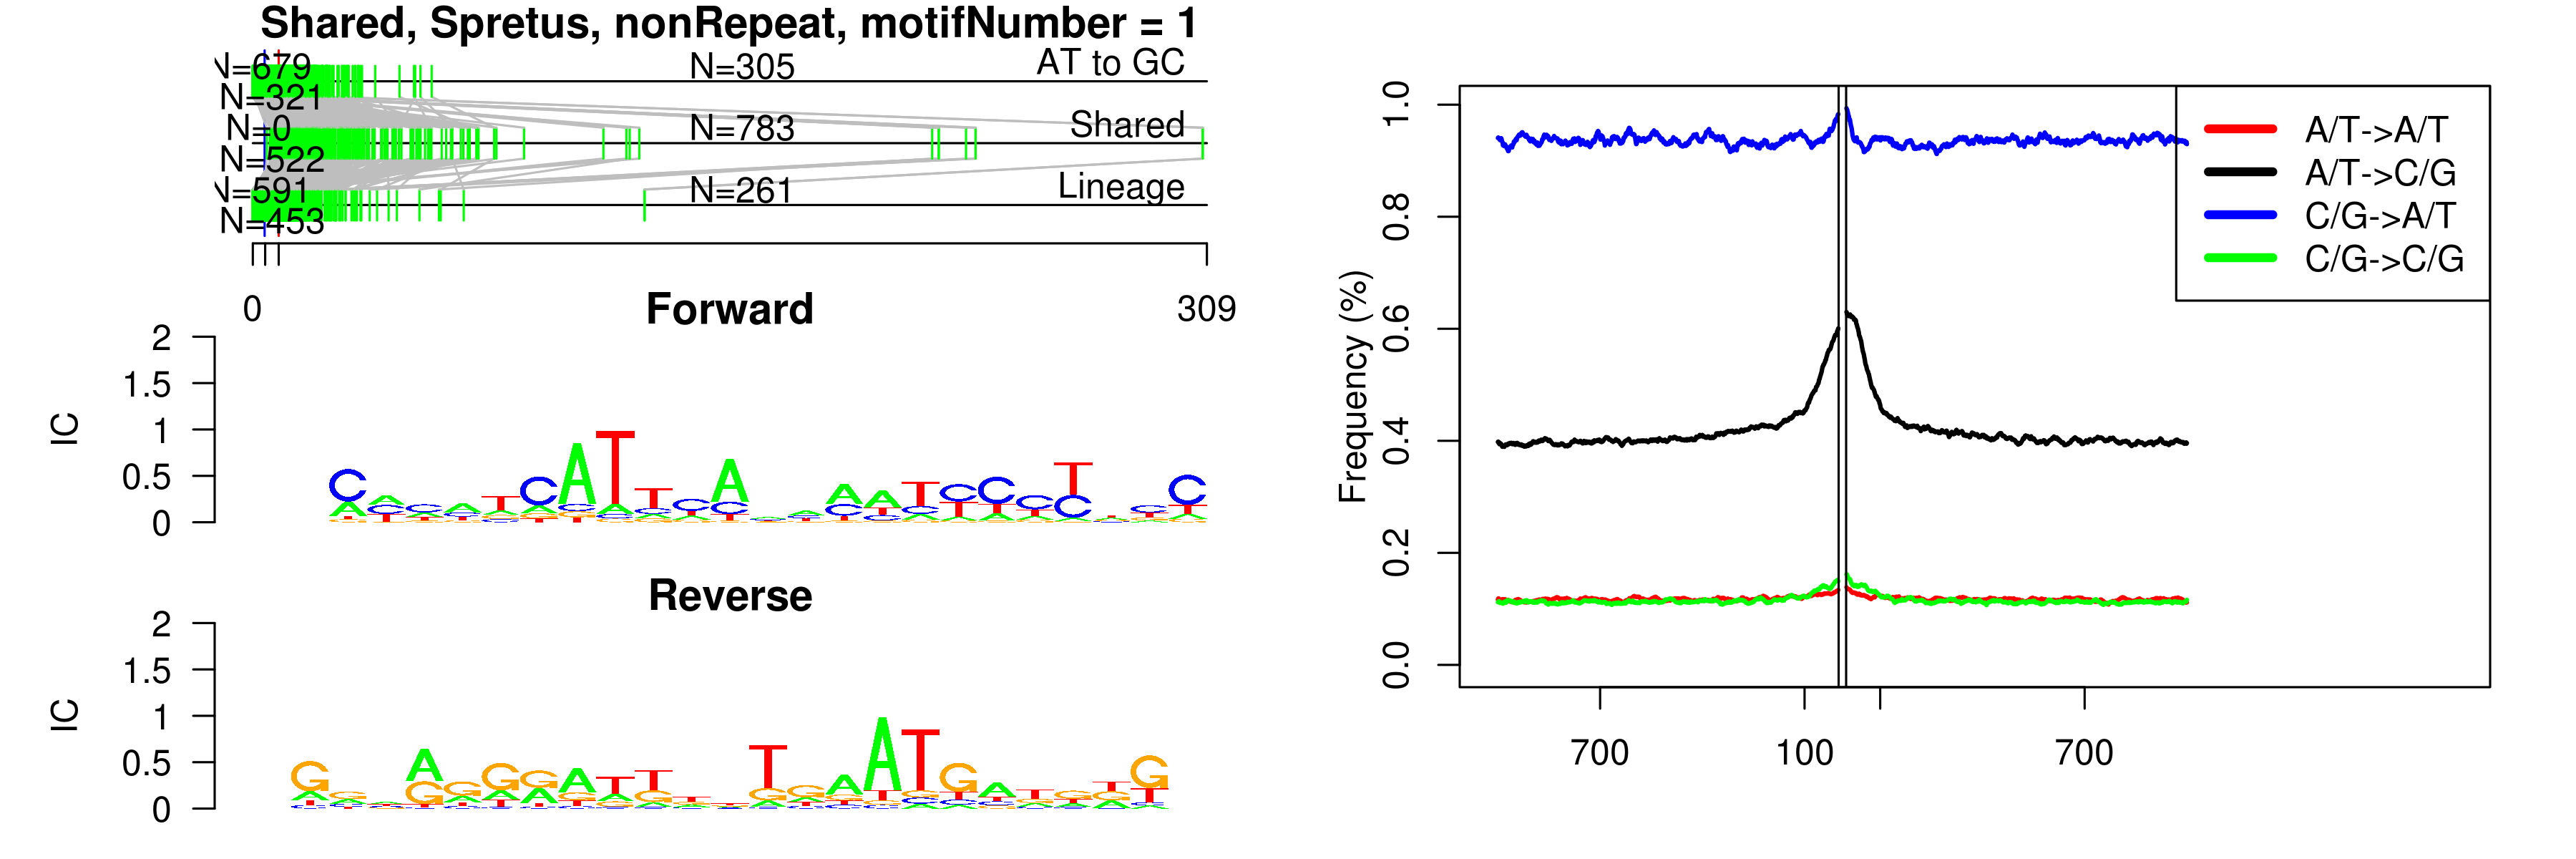 Shared, Spretus, nonRepeat, motifNumber = 1
N=679 N=305 AT to GC
N=321
N=0 N=783 Shared
N=522
N=591 N=261 Lineage
N=453
0 309
Forward
2
1.5
1
0.5
0
IC
Reverse
2
1.5
1
0.5
0
IC
1.0
0.8
0.6
0.4
0.2
0.0
Frequency (%)
A/T->A/T
A/T->C/G
C/G->A/T
C/G->C/G
700 100 700